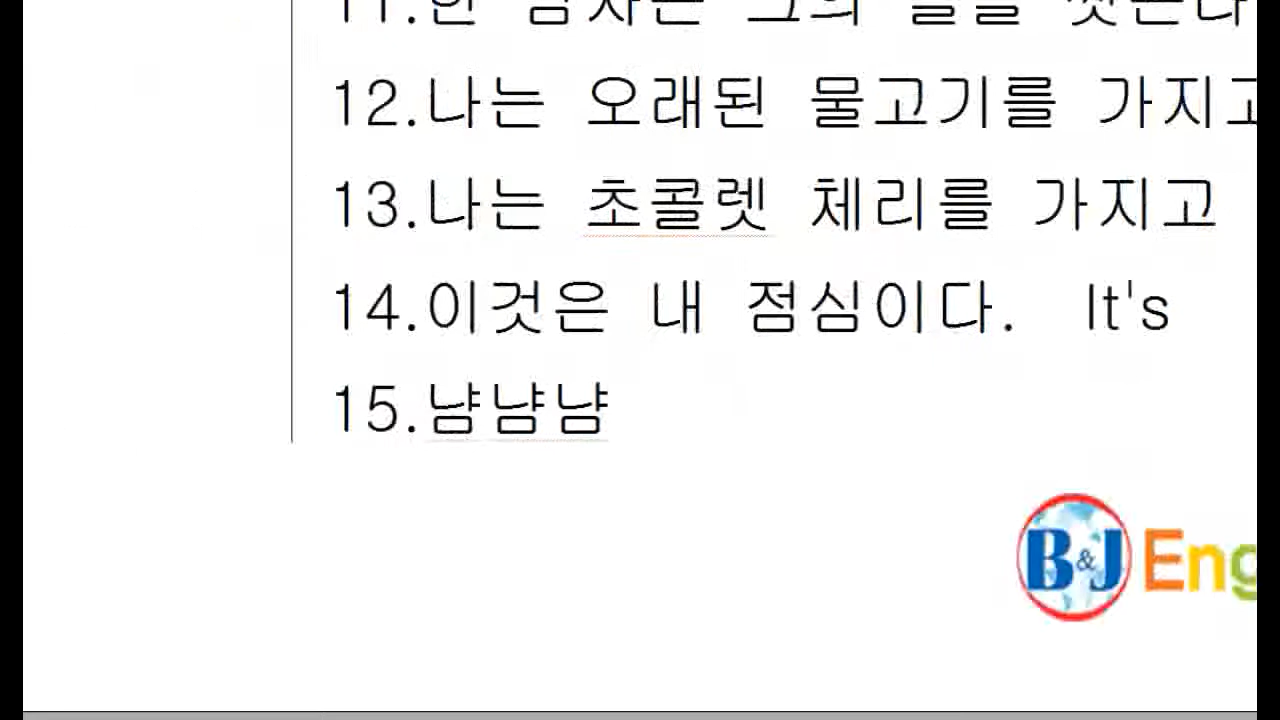 12.나는 오래된 물고기를 가지고
13.나는 초콜렛 체리를 가지고
14.이것은 내 점심이다. It's
15.냠냠냠
B&J Eng